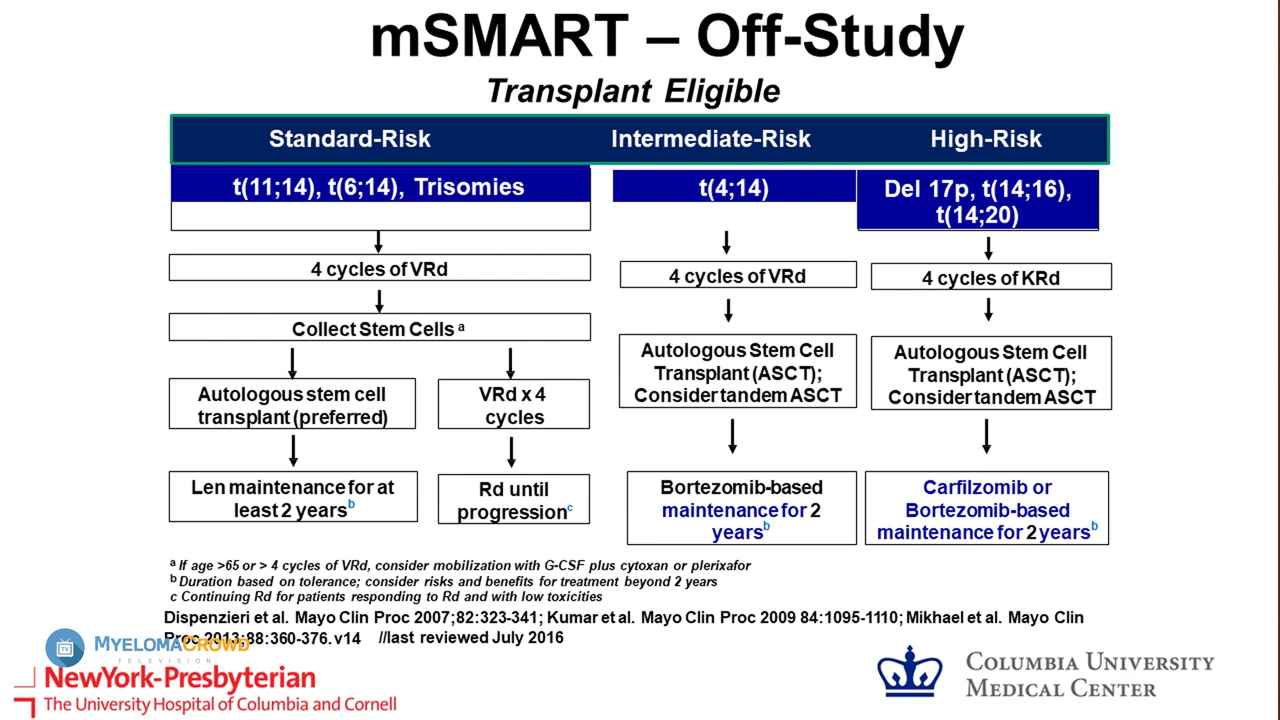 mSMART – Off-Study
Transplant Eligible
Standard-Risk
Intermediate-Risk
High-Risk
t(11;14), t(6;14), Trisomies
t(4;14)
Del 17p, t(14;16),
t(14;20)
4 cycles of VRd
4 cycles of VRd
4 cycles of KRd
Collect Stem Cells a
Autologous stem cell
transplant (preferred)
VRd x 4
cycles
Autologous Stem Cell
Transplant (ASCT);
Consider tandem ASCT
Autologous Stem Cell
Transplant (ASCT);
Consider tandem ASCT
Len maintenance for at
least 2 years b
Rd until
progression c
Bortezomib-based
maintenance for 2
years b
Carfilzomib or
Bortezomib-based
maintenance for 2 years b
a If age >65 or > 4 cycles of VRd, consider mobilization with G-CSF plus cytoxan or plerixafor
b Duration based on tolerance; consider risks and benefits for treatment beyond 2 years
c Continuing Rd for patients responding to Rd and with low toxicities
Dispenzieri et al. Mayo Clin Proc 2007;82:323-341; Kumar et al. Mayo Clin Proc 2009 84:1095-1110; Mikhael et al. Mayo Clin
Proc 2013;88:360-376. v14 //last reviewed July 2016
TV
MYELOMACROWD
TELEVISION
NewYork-Presbyterian
The University Hospital of Columbia and Cornell
COLUMBIA UNIVERSITY
MEDICAL CENTER